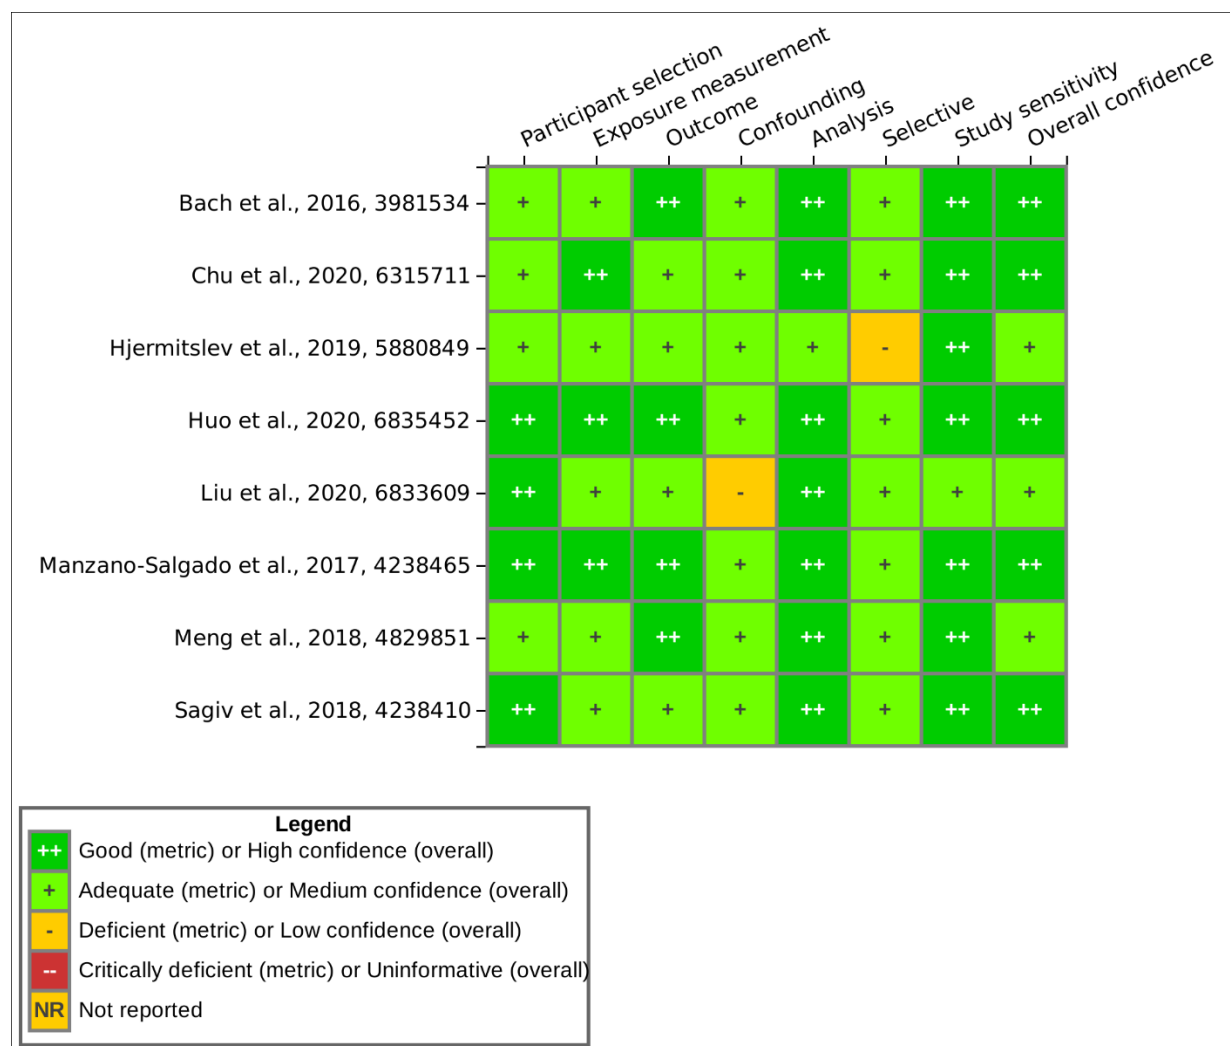 Participant selection
Exposure measurement
Outcome
Confounding
Analysis
Selective
Study sensitivity
Overall confidence
Bach et al., 2016, 3981534 + + ++ + ++ + ++ ++
Chu et al., 2020, 6315711 + ++ + + ++ + ++ ++
Hjermitslev et al., 2019, 5880849 + + + + + - ++ +
Huo et al., 2020, 6835452 ++ ++ ++ + ++ + ++ ++
Liu et al., 2020, 6833609 ++ + + - ++ + + +
Manzano-Salgado et al., 2017, 4238465 ++ ++ ++ + ++ + ++ ++
Meng et al., 2018, 4829851 + + ++ + ++ + ++ +
Sagiv et al., 2018, 4238410 ++ + + + ++ + ++ ++
Legend
++ Good (metric) or High confidence (overall)
+ Adequate (metric) or Medium confidence (overall)
- Deficient (metric) or Low confidence (overall)
-- Critically deficient (metric) or Uninformative (overall)
NR Not reported